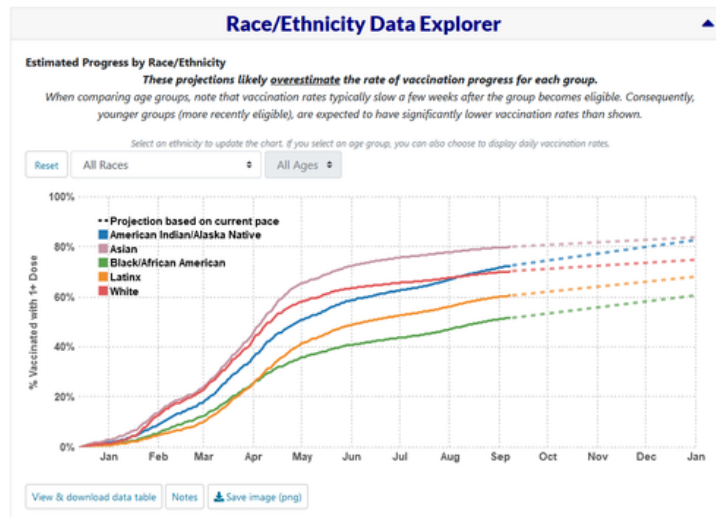 Race/Ethnicity Data Explorer
Estimated Progress by Race/Ethnicity
These projections likely overestimate the rate of vaccination progress for each group.
When comparing age groups, note that vaccination rates typically slow a few weeks after the group becomes eligible. Consequently,
younger groups (more recently eligible), are expected to have significantly lower vaccination rates than shown.
Select an ethnicity to update the chart. If you select an age group, you can also choose to display daily vaccination rates.
Reset All Races All Ages
100%
80%
60%
40%
20%
0%
% Vaccinated with 1+ Dose
Projection based on current pace
American Indian/Alaska Native
Asian
Black/African American
Latinx
White
Jan Feb Mar Apr May Jun Jul Aug Sep Oct Nov Dec Jan
View & download data table Notes Save image (png)